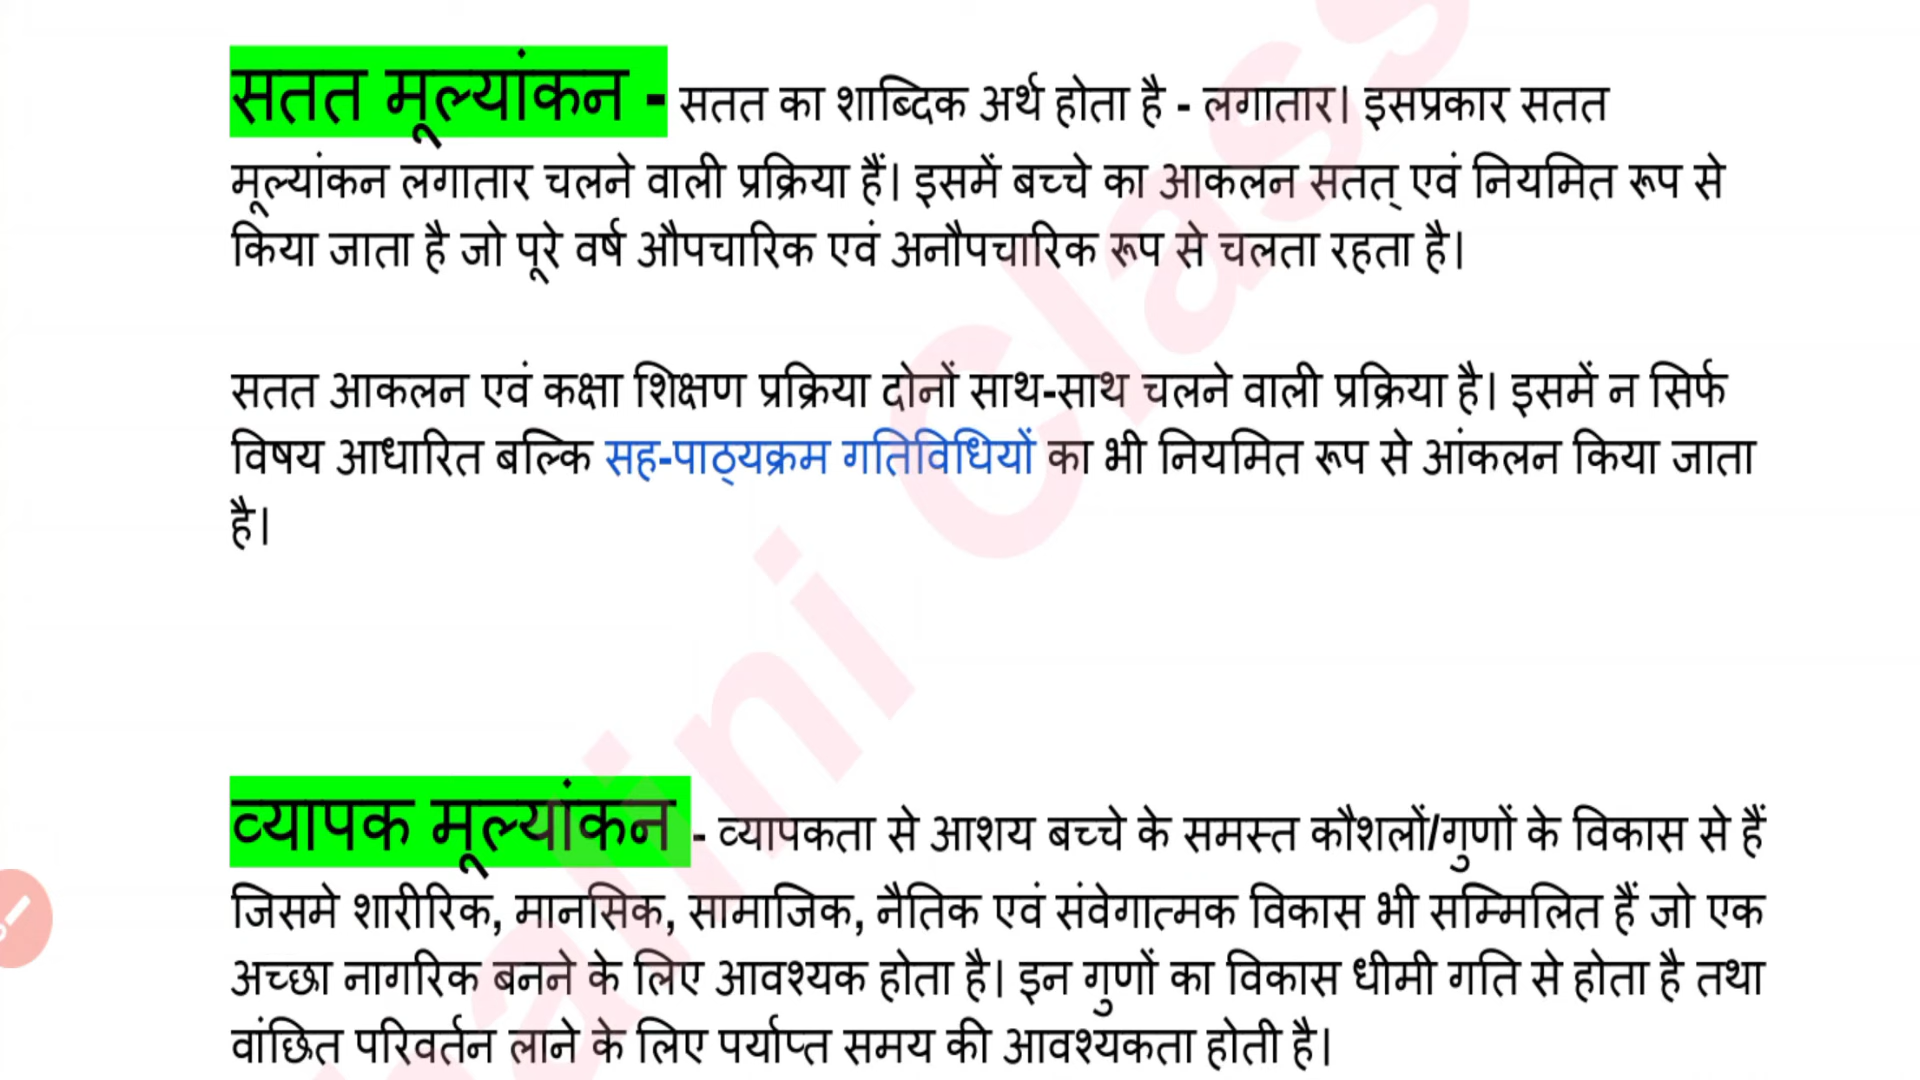 सतत मूल्यांकन - सतत का शाब्दिक अर्थ होता है - लगातार। इसप्रकार सतत
मूल्यांकन लगातार चलने वाली प्रक्रिया हैं। इसमें बच्चे का आकलन सतत् एवं नियमित रूप से
किया जाता है जो पूरे वर्ष औपचारिक एवं अनौपचारिक रूप से चलता रहता है।
सतत आकलन एवं कक्षा शिक्षण प्रक्रिया दोनों साथ-साथ चलने वाली प्रक्रिया है। इसमें न सिर्फ
विषय आधारित बल्कि सह-पाठ्यक्रम गतिविधियों का भी नियमित रूप से आंकलन किया जाता
है।
व्यापक मूल्यांकन - व्यापकता से आशय बच्चे के समस्त कौशलों/गुणों के विकास से हैं
जिसमे शारीरिक, मानसिक, सामाजिक, नैतिक एवं संवेगात्मक विकास भी सम्मिलित हैं जो एक
अच्छा नागरिक बनने के लिए आवश्यक होता है। इन गुणों का विकास धीमी गति से होता है तथा
वांछित परिवर्तन लाने के लिए पर्याप्त समय की आवश्यकता होती है।